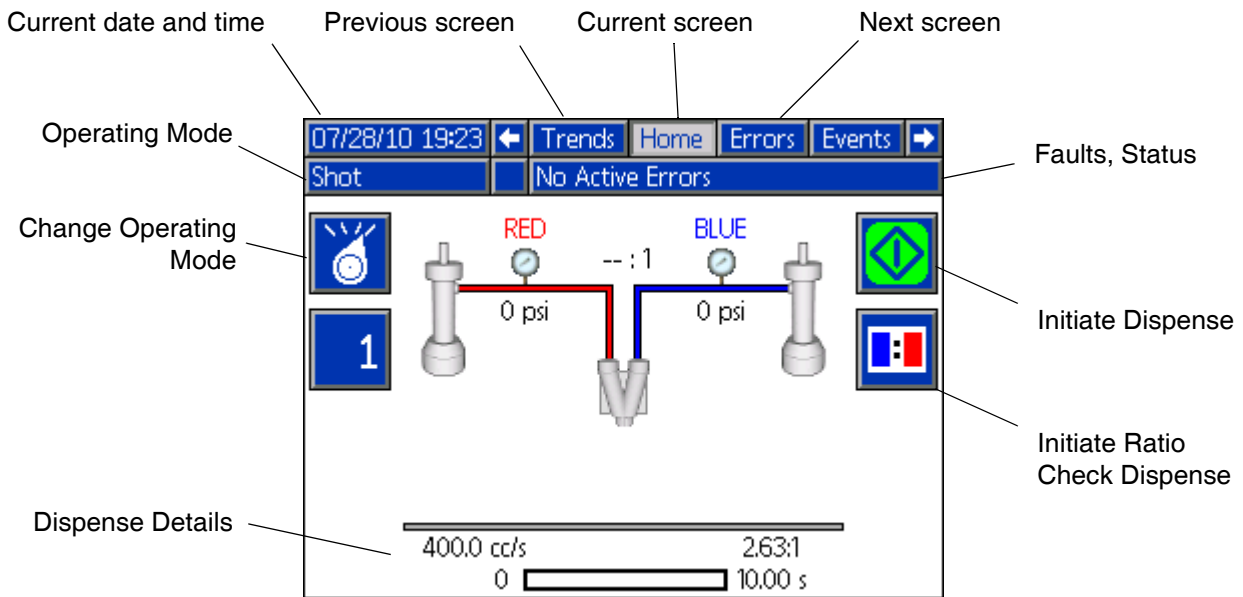 Current date and time
Previous screen
Current screen
Next screen
07/28/10 19:23
Trends
Home
Errors
Events
Operating Mode
Shot
No Active Errors
Faults, Status
Change Operating
Mode
RED
BLUE
-- : 1
0 psi
0 psi
1
:
Initiate Dispense
Initiate Ratio
Check Dispense
Dispense Details
400.0 cc/s
2.63:1
0
10.00 s